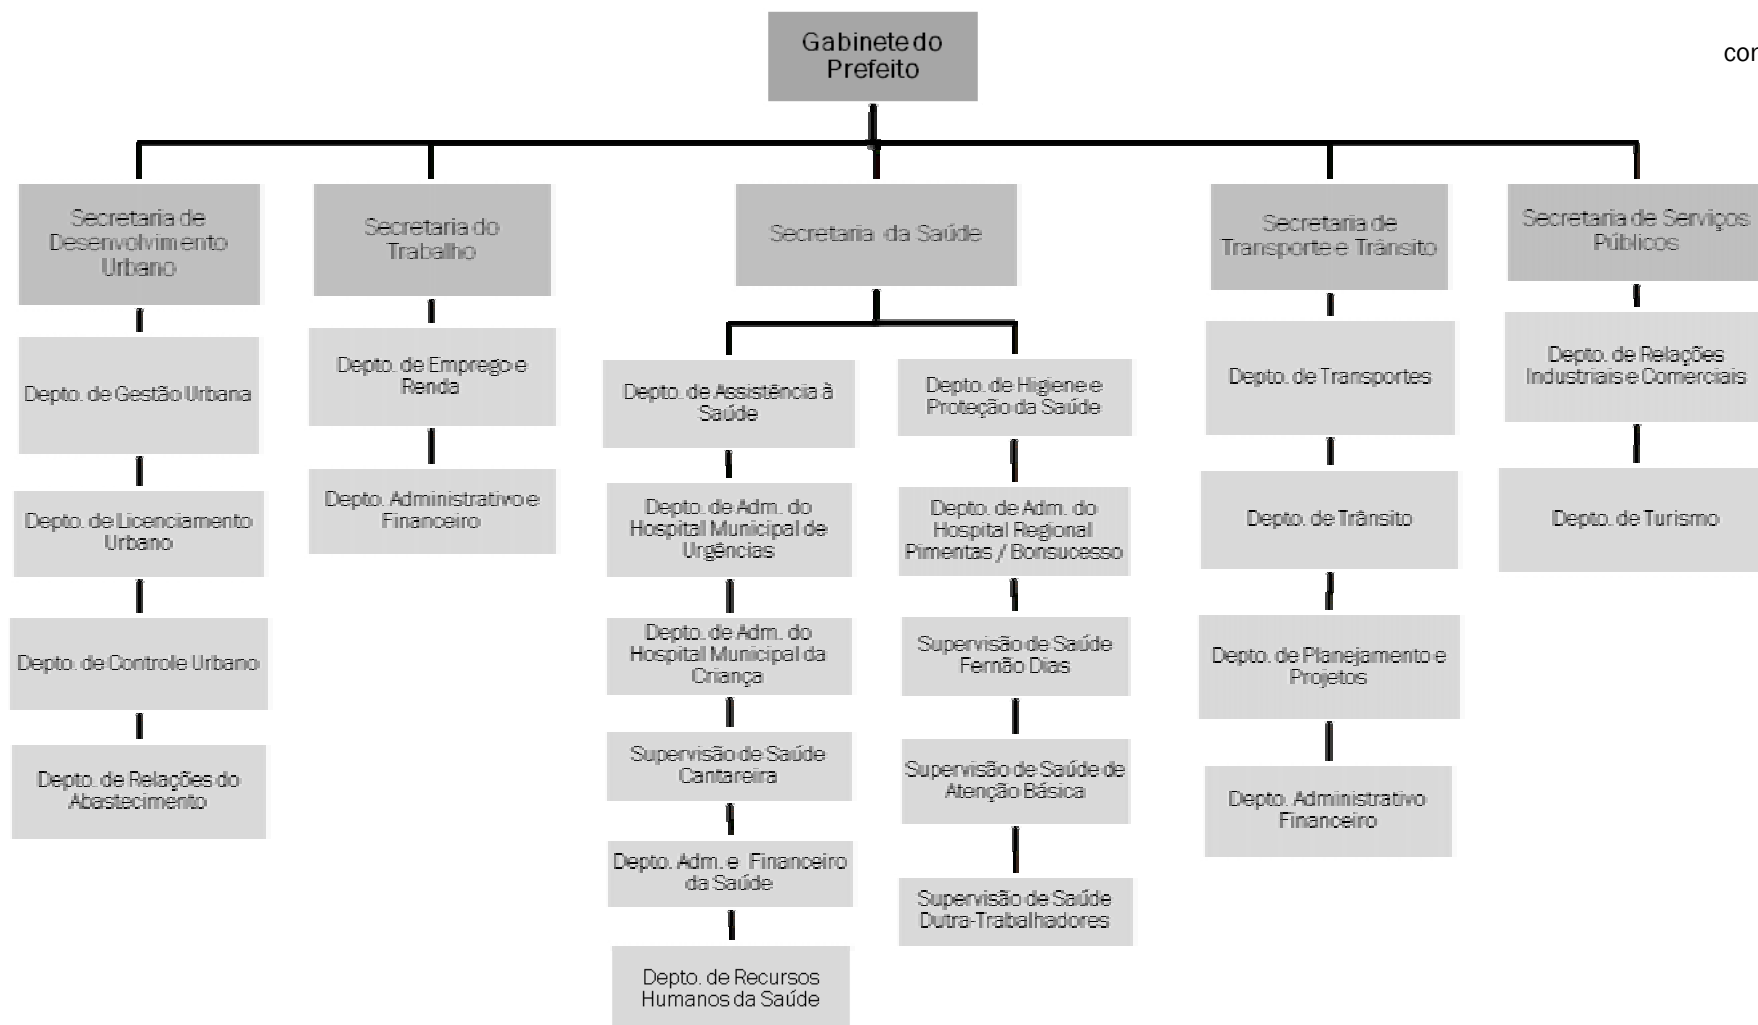 Gabinete do
Prefeito
con
Secretaria de
Desenvolvimento
Urbano
Secretaria do
Trabalho
Secretaria da Saúde
Secretaria de
Transporte e Trânsito
Secretaria de Serviços
Públicos
Depto. de Gestão Urbana
Depto. de Licenciamento
Urbano
Depto. de Controle Urbano
Depto. de Relações do
Abastecimento
Depto. de Emprego e
Renda
Depto. Administrativo e
Financeiro
Depto. de Assistência à
Saúde
Depto. de Adm. do
Hospital Municipal de
Urgências
Depto. de Adm. do
Hospital Municipal da
Criança
Supervisão de Saúde
Cantareira
Depto. Adm. e Financeiro
da Saúde
Depto. de Recursos
Humanos da Saúde
Depto. de Higiene e
Proteção da Saúde
Depto. de Adm. do
Hospital Regional
Pimentas / Bonsucesso
Supervisão de Saúde
Fernão Dias
Supervisão de Saúde de
Atenção Básica
Supervisão de Saúde
Dutra-Trabalhadores
Depto. de Transportes
Depto. de Trânsito
Depto. de Planejamento e
Projetos
Depto. Administrativo
Financeiro
Depto. de Relações
Industriais e Comerciais
Depto. de Turismo